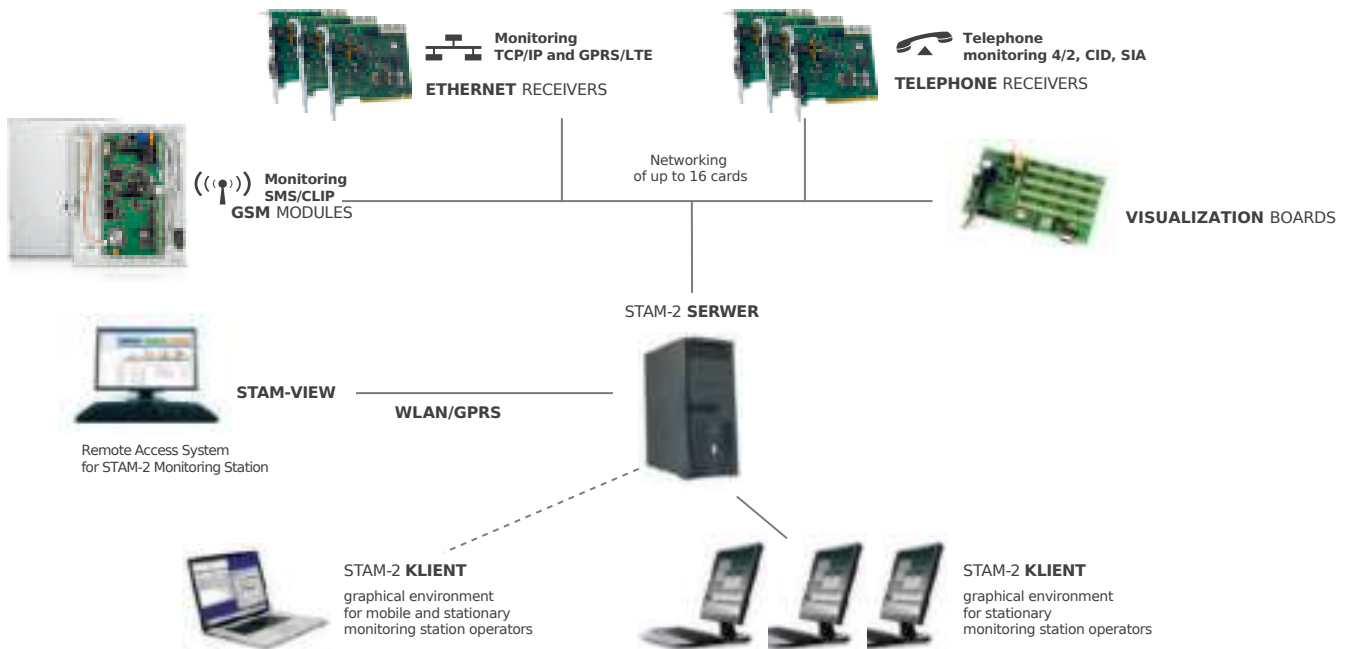 Monitoring
TCP/IP and GPRS/LTE
ETHERNET RECEIVERS
Telephone
monitoring 4/2, CID, SIA
TELEPHONE RECEIVERS
Networking
of up to 16 cards
Monitoring
SMS/CLIP
GSM MODULES
VISUALIZATION BOARDS
STAM-2 SERWER
STAM-VIEW
WLAN/GPRS
Remote Access System
for STAM-2 Monitoring Station
STAM-2 KLIENT
graphical environment
for mobile and stationary
monitoring station operators
STAM-2 KLIENT
graphical environment
for stationary
monitoring station operators